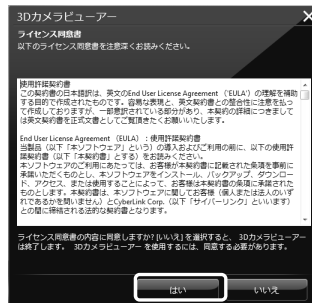 3Dカメラビューアー
ライセンス同意書
以下のライセンス同意書を注意深くお読みください。
使用許諾契約書
この契約書の日本語訳は、英文のEnd User License Agreement （'EULA'）の理解を補助
する目的で作成されたものです。容易な表現と、英文契約書との整合性に注意を払っ
て作成しておりますが、一部意訳されている部分があり、本契約の詳細につきまして
は英文契約書を正式文書としてご覧頂きたくお願いいたします。
End User License Agreement （EULA）：使用許諾契約書
当製品（以下「本ソフトウェア」という）の導入およびご利用の前に、以下の使用許
諾契約書（以下「本契約書」とする）をお読みください。
本ソフトウェアのご利用にあたっては、お客様が本契約書に記載された条項を事前に
承諾いただくものとし、本ソフトウェアをインストール、バックアップ、ダウンロー
ド、アクセス、または使用することによって、お客様は本契約書の条項に承諾された
ものとします。本契約書は、本ソフトウェアに関してお客様（個人または法人のいず
れであるかを問いません）とCyberLink Corp.（以下「サイバーリンク」といいます）
との間に締結される法的な契約書となります。
ライセンス同意書の内容に同意しますか?[いいえ]を選択すると、 3Dカメラビューアー
は終了します。 3Dカメラビューアー を使用するには、同意する必要があります。
はい
いいえ